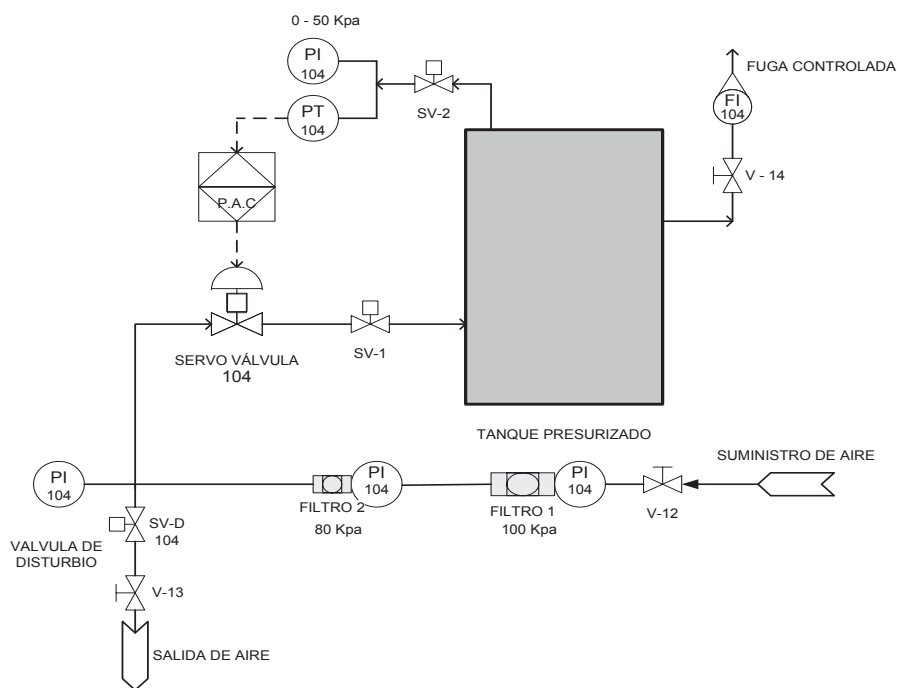 0 - 50 Kpa
PI
104
PT
104
SV-2
P.A.C
FUGA CONTROLADA
FI
104
V - 14
SERVO VÁLVULA
104
SV-1
TANQUE PRESURIZADO
SUMINISTRO DE AIRE
PI
104
PI
104
FILTRO 2
80 Kpa
PI
104
FILTRO 1
100 Kpa
V-12
SV-D
104
VALVULA DE
DISTURBIO
V-13
SALIDA DE AIRE